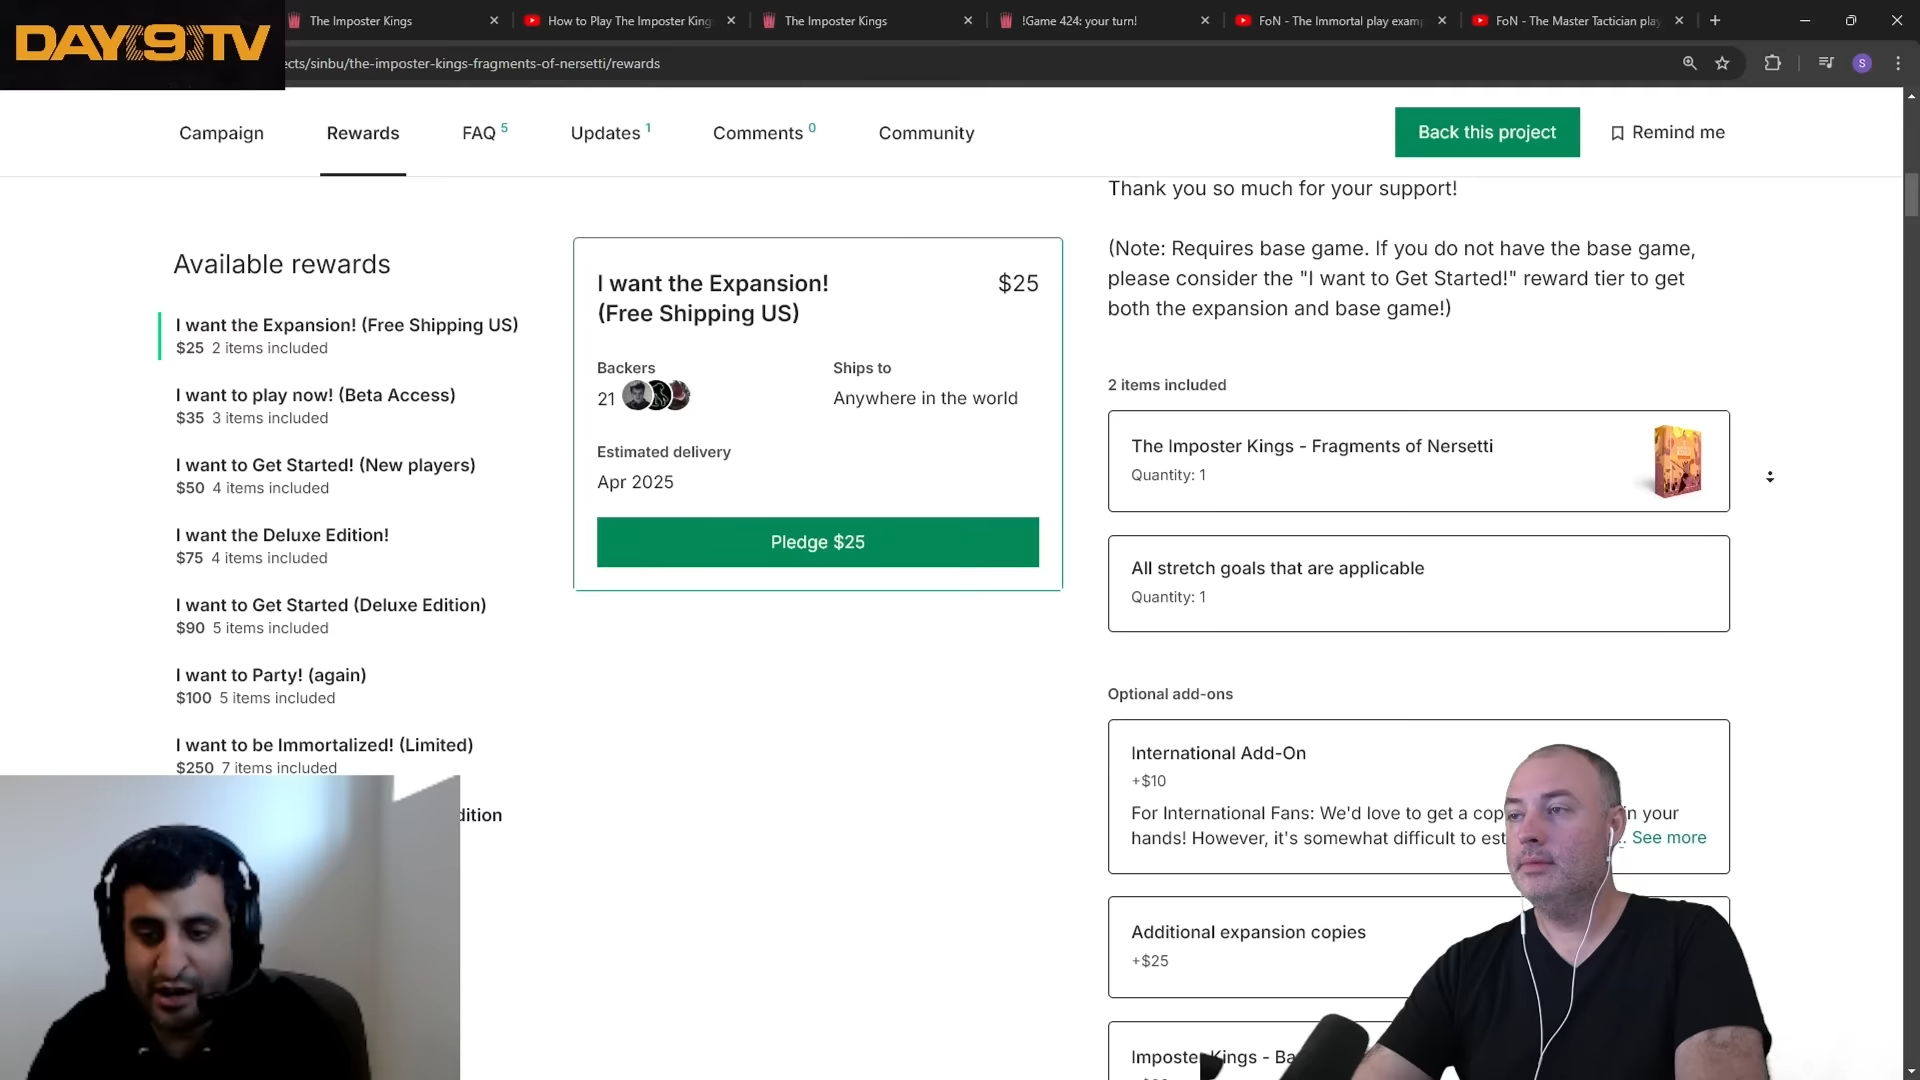 DAY[9]TV
The Imposter Kings
How to Play The Imposter King
The Imposter Kings
!Game 424: your turn!
FoN - The Immortal play exam
FoN - The Master Tactician play
ects/sinbu/the-imposter-kings-fragments-of-nersetti/rewards
S
Campaign
Rewards
FAQ 5
Updates 1
Comments 0
Community
Back this project
Remind me
Available rewards
I want the Expansion! (Free Shipping US)
$25 2 items included
I want to play now! (Beta Access)
$35 3 items included
I want to Get Started! (New players)
$50 4 items included
I want the Deluxe Edition!
$75 4 items included
I want to Get Started (Deluxe Edition)
$90 5 items included
I want to Party! (again)
$100 5 items included
I want to be Immortalized! (Limited)
$250 7 items included
dition
I want the Expansion!
(Free Shipping US)
$25
Backers
21
Ships to
Anywhere in the world
Estimated delivery
Apr 2025
Pledge $25
Thank you so much for your support!
(Note: Requires base game. If you do not have the base game,
please consider the "I want to Get Started!" reward tier to get
both the expansion and base game!)
2 items included
The Imposter Kings - Fragments of Nersetti
Quantity: 1
All stretch goals that are applicable
Quantity: 1
Optional add-ons
International Add-On
+$10
For International Fans: We'd love to get a cop n your
hands! However, it's somewhat difficult to est . See more
Additional expansion copies
+$25
Imposter Kings - Ba